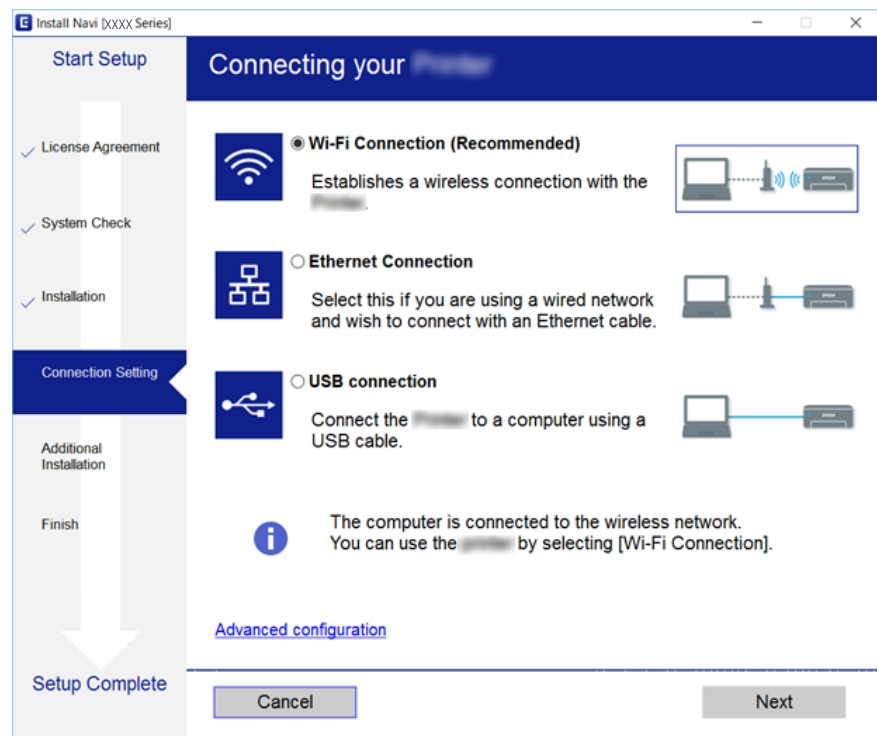 Install Navi [XXXX Series]
Start Setup
License Agreement
System Check
Installation
Connection Setting
Additional
Installation
Finish
Setup Complete
Connecting your
Wi-Fi Connection (Recommended)
Establishes a wireless connection with the
.
Ethernet Connection
Select this if you are using a wired network
and wish to connect with an Ethernet cable.
USB connection
Connect the to a computer using a
USB cable.
The computer is connected to the wireless network.
You can use the by selecting [Wi-Fi Connection].
Advanced configuration
Cancel
Next
EPSON
EPSON
EPSON